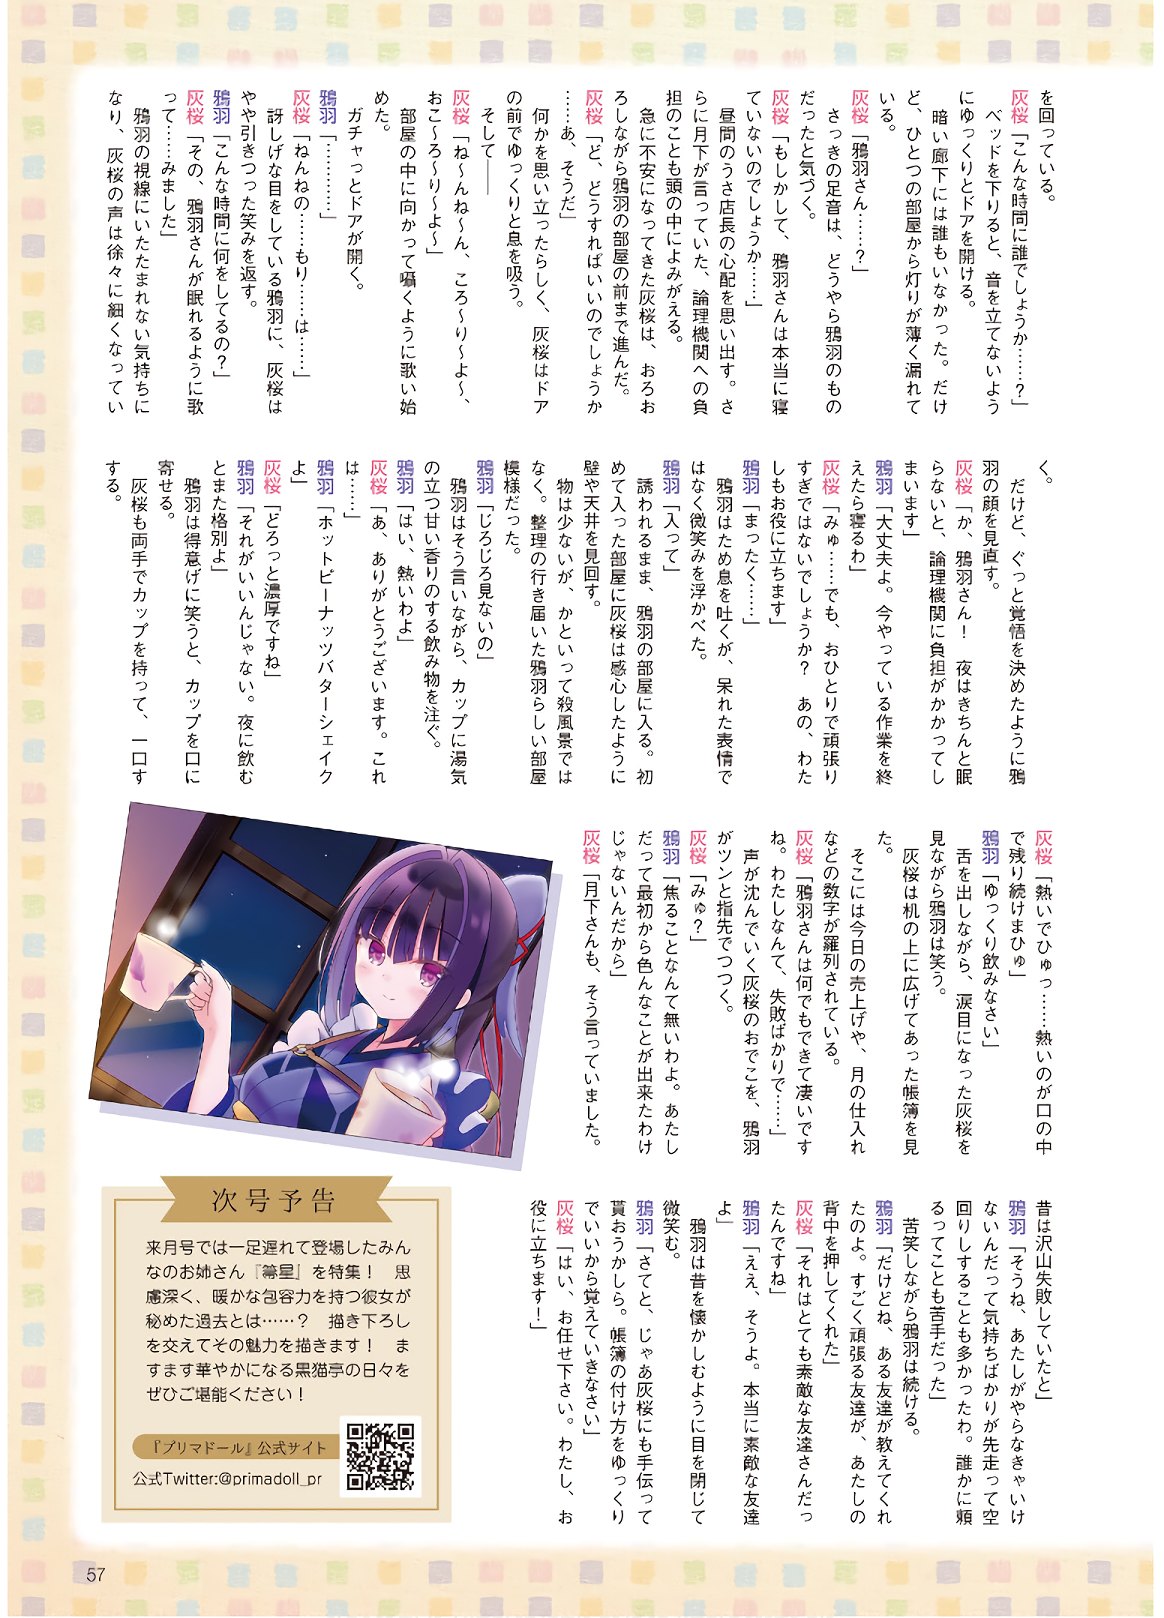 を回っている。
灰桜「こんな時間に誰でしょうか……？」
　ベッドを下りると、音を立てないよう
にゆっくりとドアを開ける。
　暗い廊下には誰もいなかった。だけ
ど、ひとつの部屋から灯りが薄く漏れて
いる。
灰桜「鴉羽さん……？」
　さっきの足音は、どうやら鴉羽のもの
だったと気づく。
灰桜「もしかして、鴉羽さんは本当に寝
ていないのでしょうか……」
　昼間のうさ店長の心配を思い出す。さ
らに月下が言っていた、論理機関への負
担のことも頭の中によみがえる。
　急に不安になってきた灰桜は、おろお
ろしながら鴉羽の部屋の前まで進んだ。
灰桜「ど、どうすればいいのでしょうか
……あ、そうだ」
　何かを思い立ったらしく、灰桜はドア
の前でゆっくりと息を吸う。
　そして――
灰桜「ね〜んね〜ん、ころ〜り〜よ〜、
おこ〜ろ〜り〜よ〜」
　部屋の中に向かって囁くように歌い始
めた。
　ガチャっとドアが開く。
鴉羽「…………」
灰桜「ねんねの……もり……は……」
　訝しげな目をしている鴉羽に、灰桜は
やや引きつった笑みを返す。
鴉羽「こんな時間に何をしてるの？」
灰桜「その、鴉羽さんが眠れるように歌
って……みました」
　鴉羽の視線にいたたまれない気持ちに
なり、灰桜の声は徐々に細くなってい
く。
　だけど、ぐっと覚悟を決めたように鴉
羽の顔を見直す。
灰桜「か、鴉羽さん！　夜はきちんと眠
らないと、論理機関に負担がかかってし
まいます」
鴉羽「大丈夫よ。今やっている作業を終
えたら寝るわ」
灰桜「みゅ……でも、おひとりで頑張り
すぎではないでしょうか？　あの、わた
しもお役に立ちます」
鴉羽「まったく……」
　鴉羽はため息を吐くが、呆れた表情で
はなく微笑みを浮かべた。
鴉羽「入って」
　誘われるまま、鴉羽の部屋に入る。初
めて入った部屋に灰桜は感心したように
壁や天井を見回す。
　物は少ないが、かといって殺風景では
なく。整理の行き届いた鴉羽らしい部屋
模様だった。
鴉羽「じろじろ見ないの」
　鴉羽はそう言いながら、カップに湯気
の立つ甘い香りのする飲み物を注ぐ。
鴉羽「はい、熱いわよ」
灰桜「あ、ありがとうございます。これ
は……」
鴉羽「ホットピーナッツバターシェイク
よ」
灰桜「どろっと濃厚ですね」
鴉羽「それがいいんじゃない。夜に飲む
とまた格別よ」
　鴉羽は得意げに笑うと、カップを口に
寄せる。
　灰桜も両手でカップを持って、一口す
する。
灰桜「熱いでひゅっ……熱いのが口の中
で残り続けまひゅ」
鴉羽「ゆっくり飲みなさい」
　舌を出しながら、涙目になった灰桜を
見ながら鴉羽は笑う。
　灰桜は机の上に広げてあった帳簿を見
た。
　そこには今日の売上げや、月の仕入れ
などの数字が羅列されている。
灰桜「鴉羽さんは何でもできて凄いです
ね。わたしなんて、失敗ばかりで……」
　声が沈んでいく灰桜のおでこを、鴉羽
がツンと指先でつつく。
灰桜「みゅ？」
鴉羽「焦ることなんて無いわよ。あたし
だって最初から色んなことが出来たわけ
じゃないんだから」
灰桜「月下さんも、そう言っていました。
昔は沢山失敗していたと」
鴉羽「そうね、あたしがやらなきゃいけ
ないんだって気持ちばかりが先走って空
回りしすることも多かったわ。誰かに頼
るってことも苦手だった」
　苦笑しながら鴉羽は続ける。
鴉羽「だけどね、ある友達が教えてくれ
たのよ。すごく頑張る友達が、あたしの
背中を押してくれた」
灰桜「それはとても素敵な友達さんだっ
たんですね」
鴉羽「ええ、そうよ。本当に素敵な友達
よ」
　鴉羽は昔を懐かしむように目を閉じて
微笑む。
鴉羽「さてと、じゃあ灰桜にも手伝って
貰おうかしら。帳簿の付け方をゆっくり
でいいから覚えていきなさい」
灰桜「はい、お任せ下さい。わたし、お
役に立ちます！」
次号予告
来月号では一足遅れて登場したみん
なのお姉さん『箒星』を特集！　思
慮深く、暖かな包容力を持つ彼女が
秘めた過去とは……？　描き下ろし
を交えてその魅力を描きます！　ま
すます華やかになる黒猫亭の日々を
ぜひご堪能ください！
『プリマドール』公式サイト
公式Twitter:@primadoll_pr
57